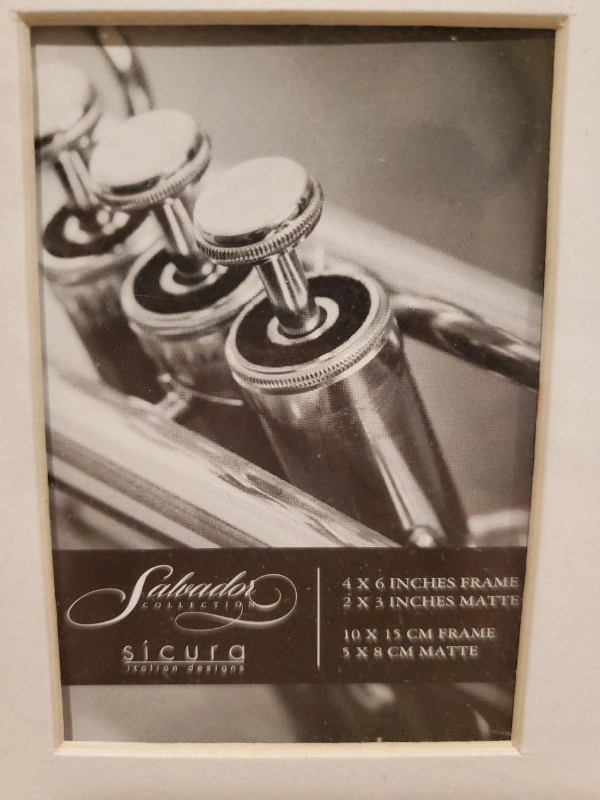 Salvador
COLLECTION
sicura
italian designs
4 X 6 INCHES FRAME
2 X 3 INCHES MATTE
10 X 15 CM FRAME
5 X 8 CM MATTE